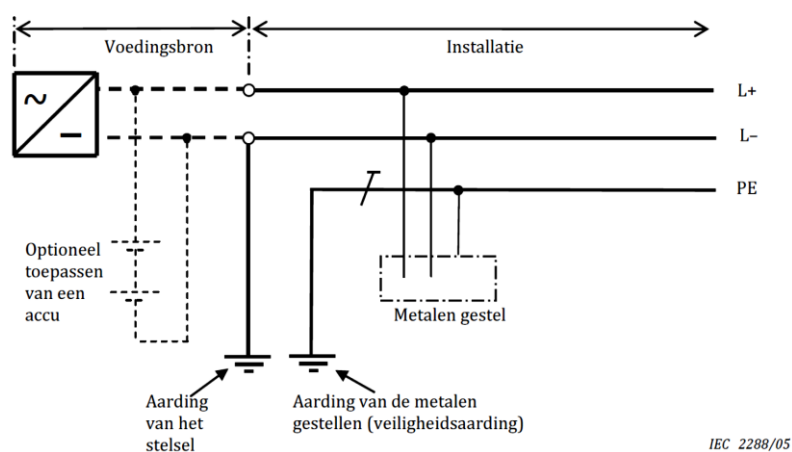 Voedingsbron
Installatie
L+
L−
PE
Optioneel
toepassen
van een
accu
Metalen gestel
Aarding
van het
stelsel
Aarding van de metalen
gestellen (veiligheidsaarding)
IEC 2288/05